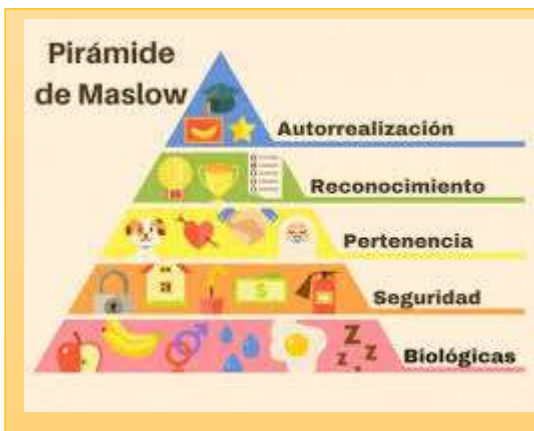 Pirámide
de Maslow
Autorrealización
Reconocimiento
Pertenencia
Seguridad
$
Biológicas
Z
Z Z